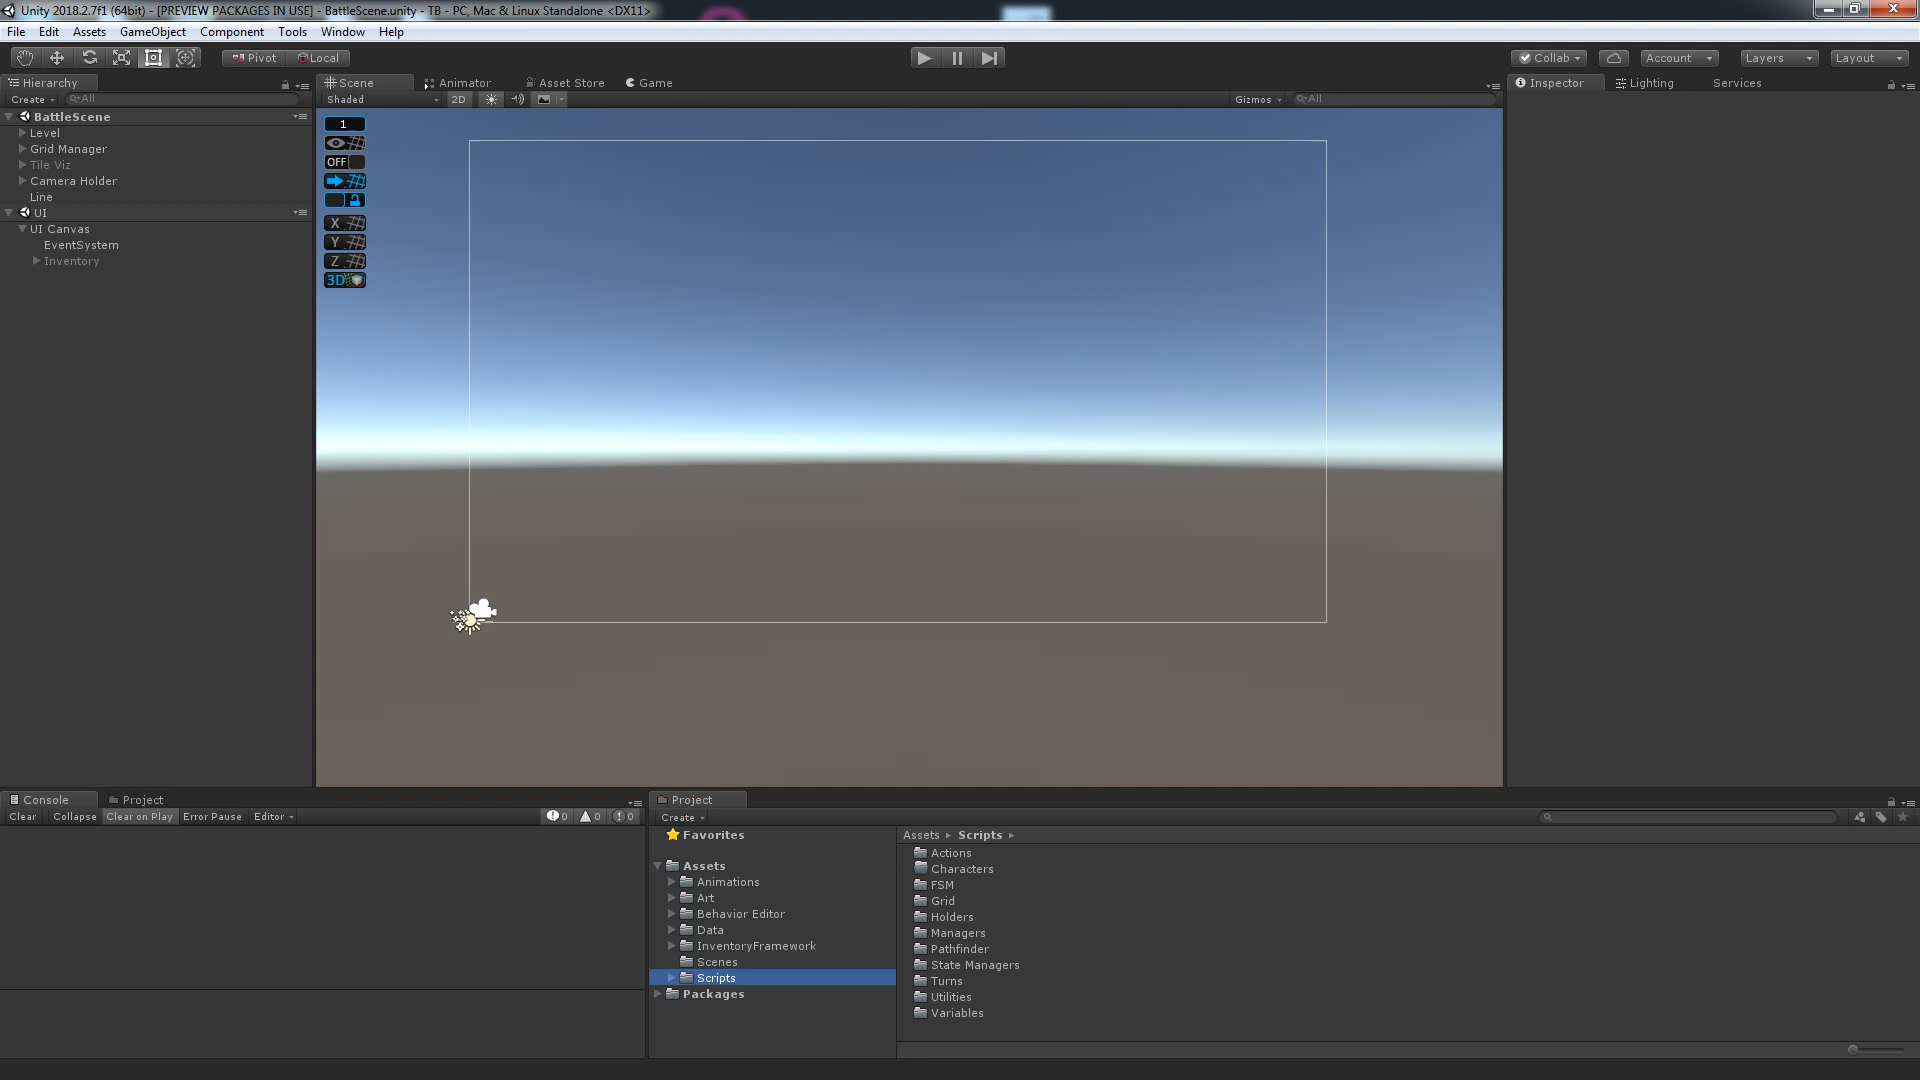 Unity 2018.2.7f1 (64bit) - [PREVIEW PACKAGES IN USE] - BattleScene.unity - TB - PC, Mac & Linux Standalone <DX11>
File Edit Assets GameObject Component Tools Window Help
Pivot Local Collab Account Layers Layout
Hierarchy Scene Animator Asset Store Game Inspector Lighting Services
Create All Shaded 2D Gizmos All
BattleScene
Level
Grid Manager
Tile Viz
Camera Holder
Line
UI
UI Canvas
EventSystem
Inventory
1
OFF
X
Y
Z
3D
Console Project
Clear Collapse Clear on Play Error Pause Editor 0 0 0
Project
Create
Favorites
Assets
Animations
Art
Behavior Editor
Data
InventoryFramework
Scenes
Scripts
Packages
Assets Scripts
Actions
Characters
FSM
Grid
Holders
Managers
Pathfinder
State Managers
Turns
Utilities
Variables